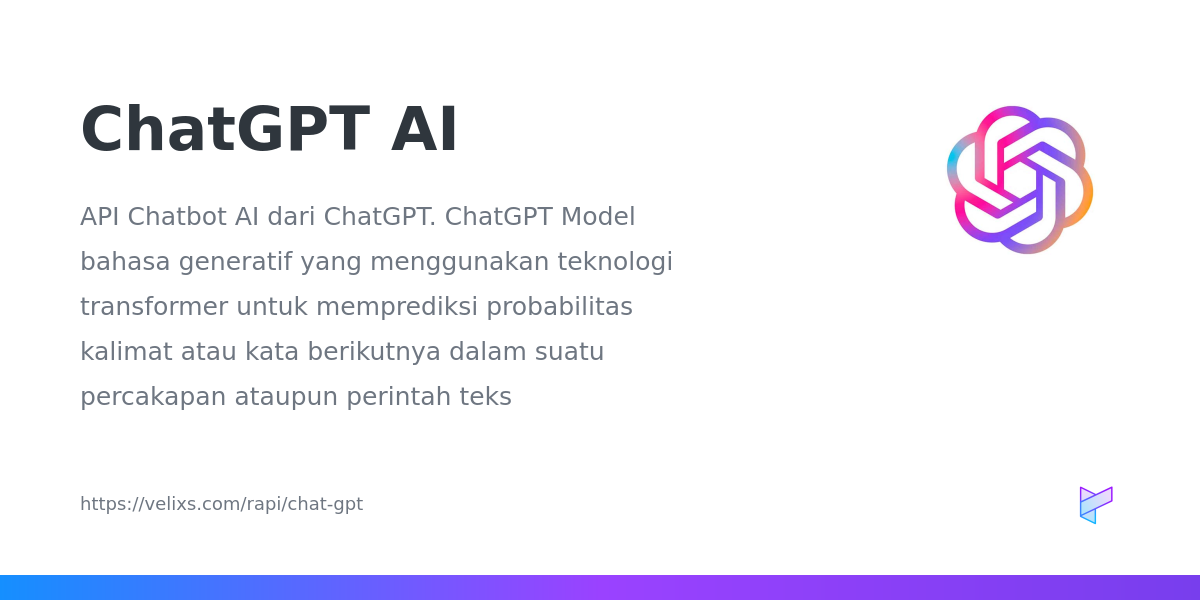 ChatGPT AI
API Chatbot AI dari ChatGPT. ChatGPT Model
bahasa generatif yang menggunakan teknologi
transformer untuk memprediksi probabilitas
kalimat atau kata berikutnya dalam suatu
percakapan ataupun perintah teks
https://velixs.com/rapi/chat-gpt